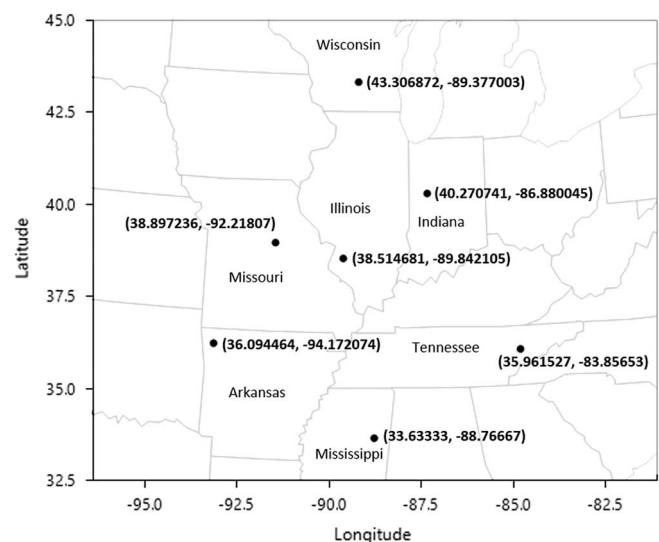 45.0
Wisconsin
(43.306872, -89.377003)
42.5
(40.270741, -86.880045)
40.0
Illinois
Indiana
(38.897236, -92.21807)
(38.514681, -89.842105)
Missouri
37.5
(36.094464, -94.172074)
Tennessee
(35.961527, -83.85653)
35.0
Arkansas
(33.63333, -88.76667)
Mississippi
32.5
Latitude
-95.0 -92.5 -90.0 -87.5 -85.0 -82.5
Longitude